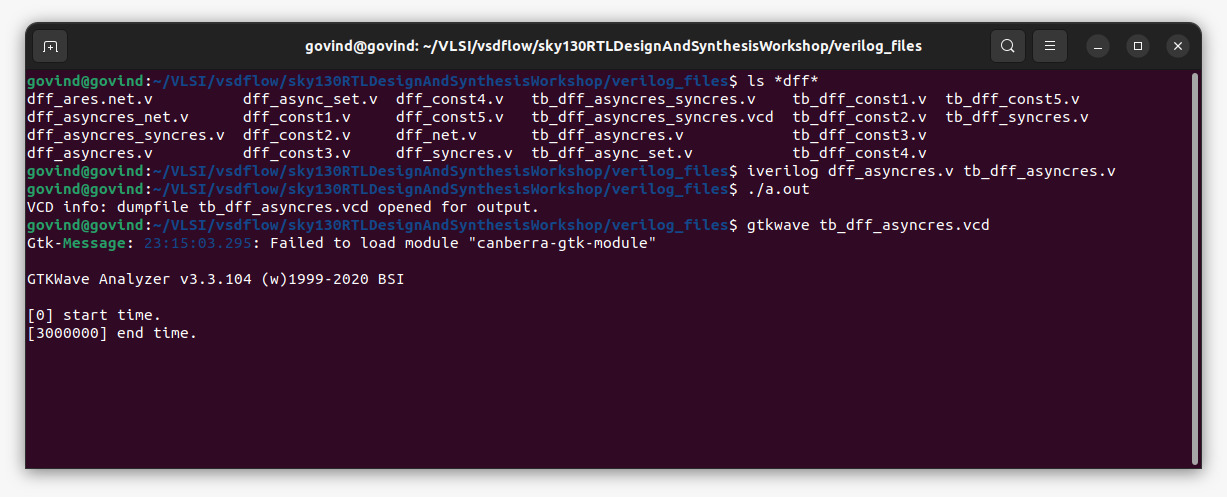 govind@govind: ~/VLSI/vsdflow/sky130RTLDesignAndSynthesisWorkshop/verilog_files
govind@govind:~/VLSI/vsdflow/sky130RTLDesignAndSynthesisWorkshop/verilog_files$ ls *dff*
dff_ares.net.v          dff_async_set.v  dff_const4.v   tb_dff_asyncres_syncres.v    tb_dff_const1.v  tb_dff_const5.v
dff_asyncres_net.v      dff_const1.v     dff_const5.v   tb_dff_asyncres_syncres.vcd  tb_dff_const2.v  tb_dff_syncres.v
dff_asyncres_syncres.v  dff_const2.v     dff_net.v      tb_dff_asyncres.v            tb_dff_const3.v
dff_asyncres.v          dff_const3.v     dff_syncres.v  tb_dff_async_set.v           tb_dff_const4.v
govind@govind:~/VLSI/vsdflow/sky130RTLDesignAndSynthesisWorkshop/verilog_files$ iverilog dff_asyncres.v tb_dff_asyncres.v
govind@govind:~/VLSI/vsdflow/sky130RTLDesignAndSynthesisWorkshop/verilog_files$ ./a.out
VCD info: dumpfile tb_dff_asyncres.vcd opened for output.
govind@govind:~/VLSI/vsdflow/sky130RTLDesignAndSynthesisWorkshop/verilog_files$ gtkwave tb_dff_asyncres.vcd
Gtk-Message: 23:15:03.295: Failed to load module "canberra-gtk-module"
GTKWave Analyzer v3.3.104 (w)1999-2020 BSI
[0] start time.
[3000000] end time.